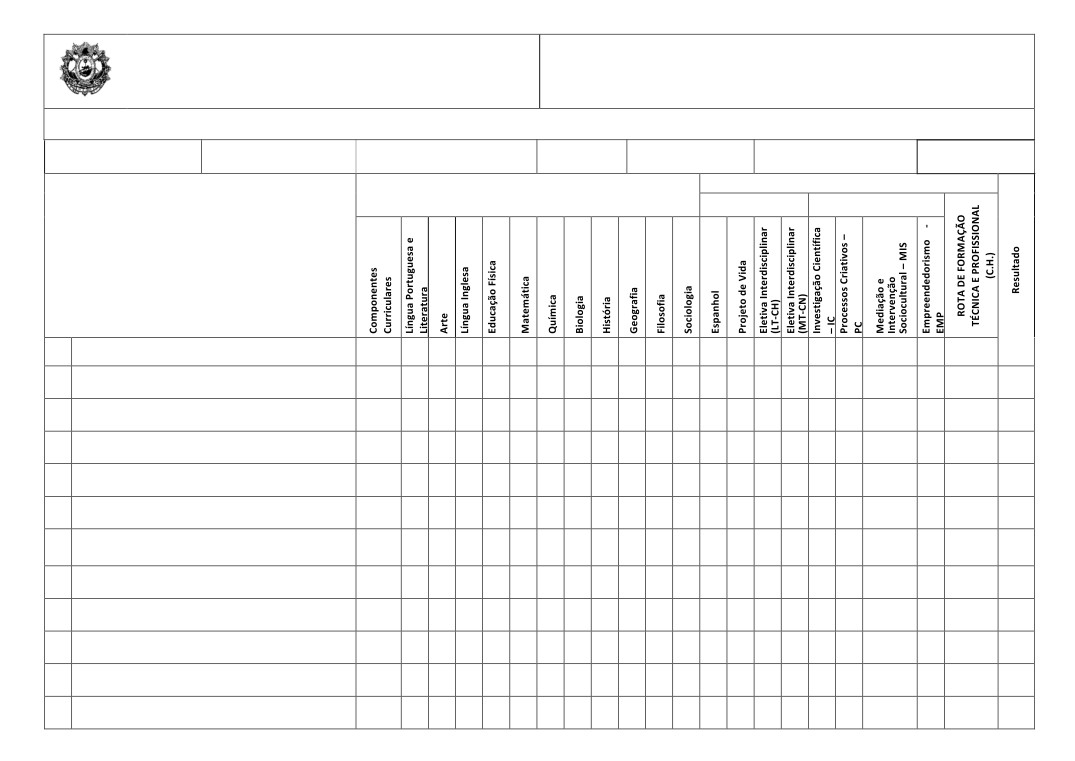 Componentes
Curriculares
Língua Portuguesa e
Literatura
Arte
Língua Inglesa
Educação Física
Matemática
Química
Biologia
História
Geografia
Filosofia
Sociologia
Espanhol
Projeto de Vida
Eletiva Interdisciplinar
(LT-CH)
Eletiva Interdisciplinar
(MT-CN)
Investigação Científica
– IC
Processos Criativos –
PC
Mediação e
Intervenção
Sociocultural – MIS
Empreendedorismo -
EMP
ROTA DE FORMAÇÃO
TÉCNICA E PROFISSIONAL
(C.H.)
Resultado